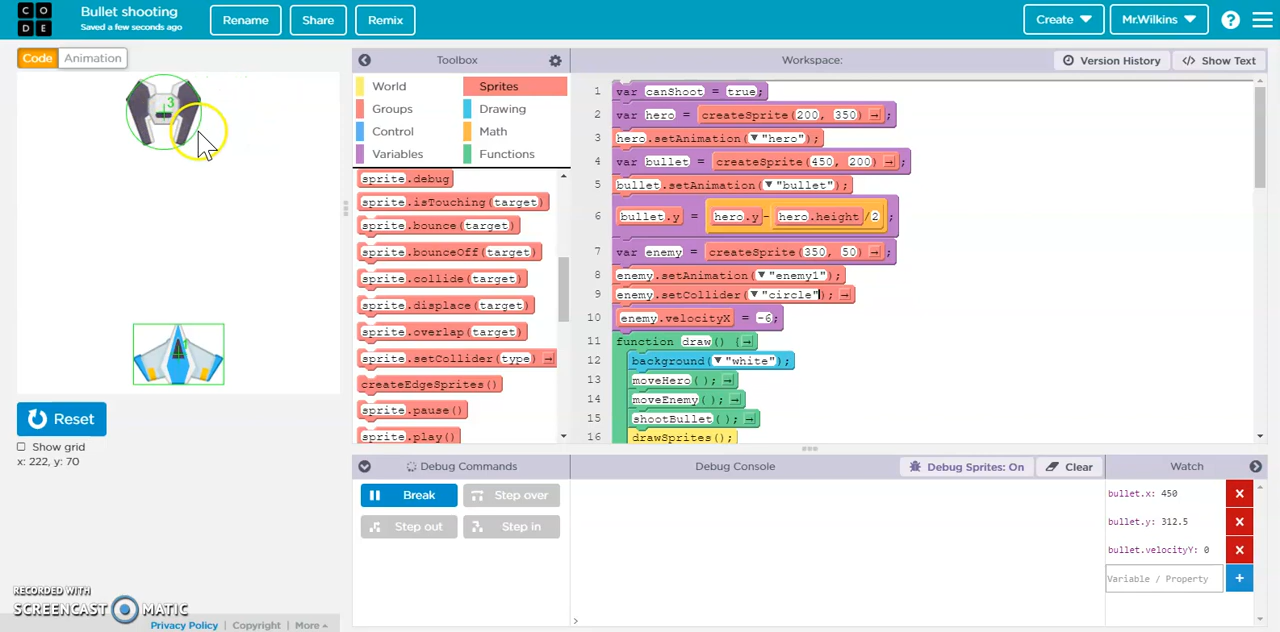 C O
D E
Bullet shooting
Saved a few seconds ago
Rename
Share
Remix
Create
Mr.Wilkins
?
Code
Animation
Toolbox
Workspace:
Version History
</> Show Text
World
Sprites
Groups
Drawing
Control
Math
Variables
Functions
sprite.debug
sprite.isTouching(target)
sprite.bounce(target)
sprite.bounceOff(target)
sprite.collide(target)
sprite.displace(target)
sprite.overlap(target)
sprite.setCollider(type)
createEdgeSprites()
sprite.pause()
sprite.play()
1 var canShoot = true;
2 var hero = createSprite(200, 350);
3 hero.setAnimation("hero");
4 var bullet = createSprite(450, 200);
5 bullet.setAnimation("bullet");
6 bullet.y = hero.y - hero.height / 2;
7 var enemy = createSprite(350, 50);
8 enemy.setAnimation("enemy1");
9 enemy.setCollider("circle");
10 enemy.velocityX = -6;
11 function draw() {
12 background("white");
13 moveHero();
14 moveEnemy();
15 shootBullet();
16 drawSprites();
3
1
Reset
Show grid
x: 222, y: 70
Debug Commands
Debug Console
Debug Sprites: On
Clear
Watch
Break
Step over
Step out
Step in
bullet.x: 450
bullet.y: 312.5
bullet.velocityY: 0
Variable / Property
>
RECORDED WITH
SCREENCAST MATIC
Privacy Policy | Copyright | More